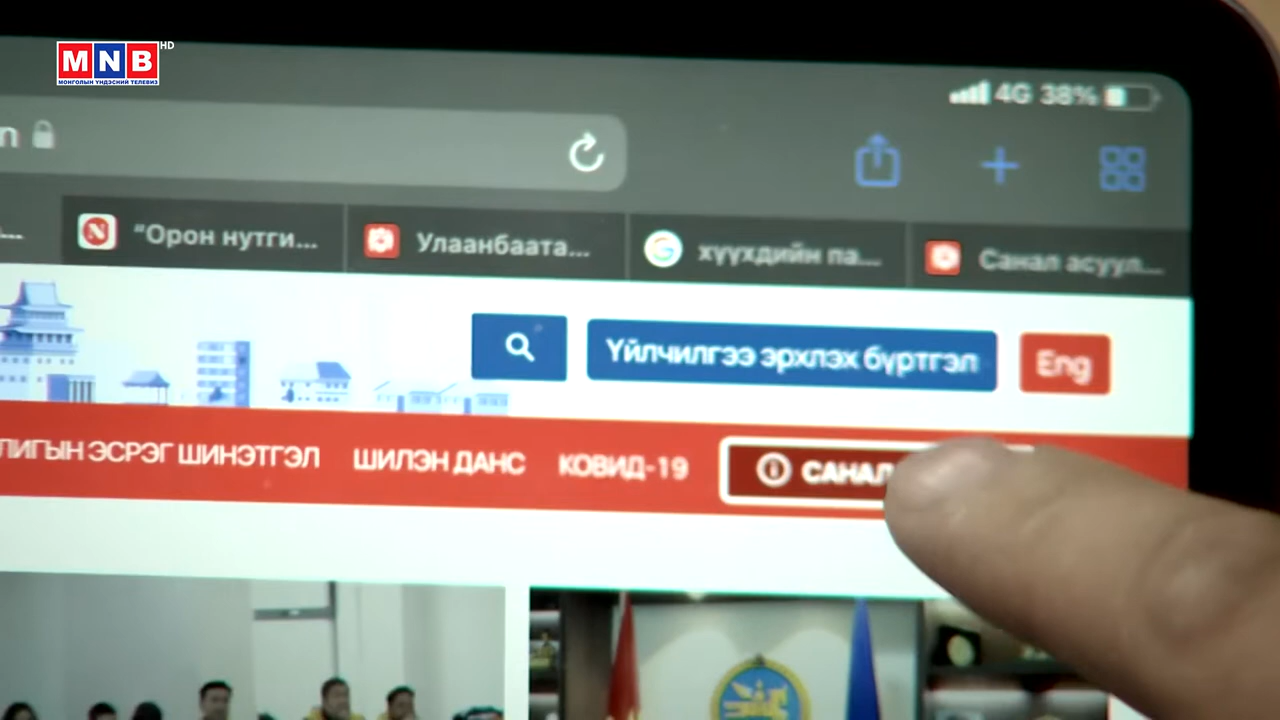 MNB HD
МОНГОЛЫН ҮНДЭСНИЙ ТЕЛЕВИЗ
4G 38%
n
...
N "Орон нутги...
Улаанбаата...
G хүүхдийн па...
Санал асуул...
Үйлчилгээ эрхлэх бүртгэл
Eng
ЛИГЫН ЭСРЭГ ШИНЭТГЭЛ
ШИЛЭН ДАНС
КОВИД-19
САНАЛ